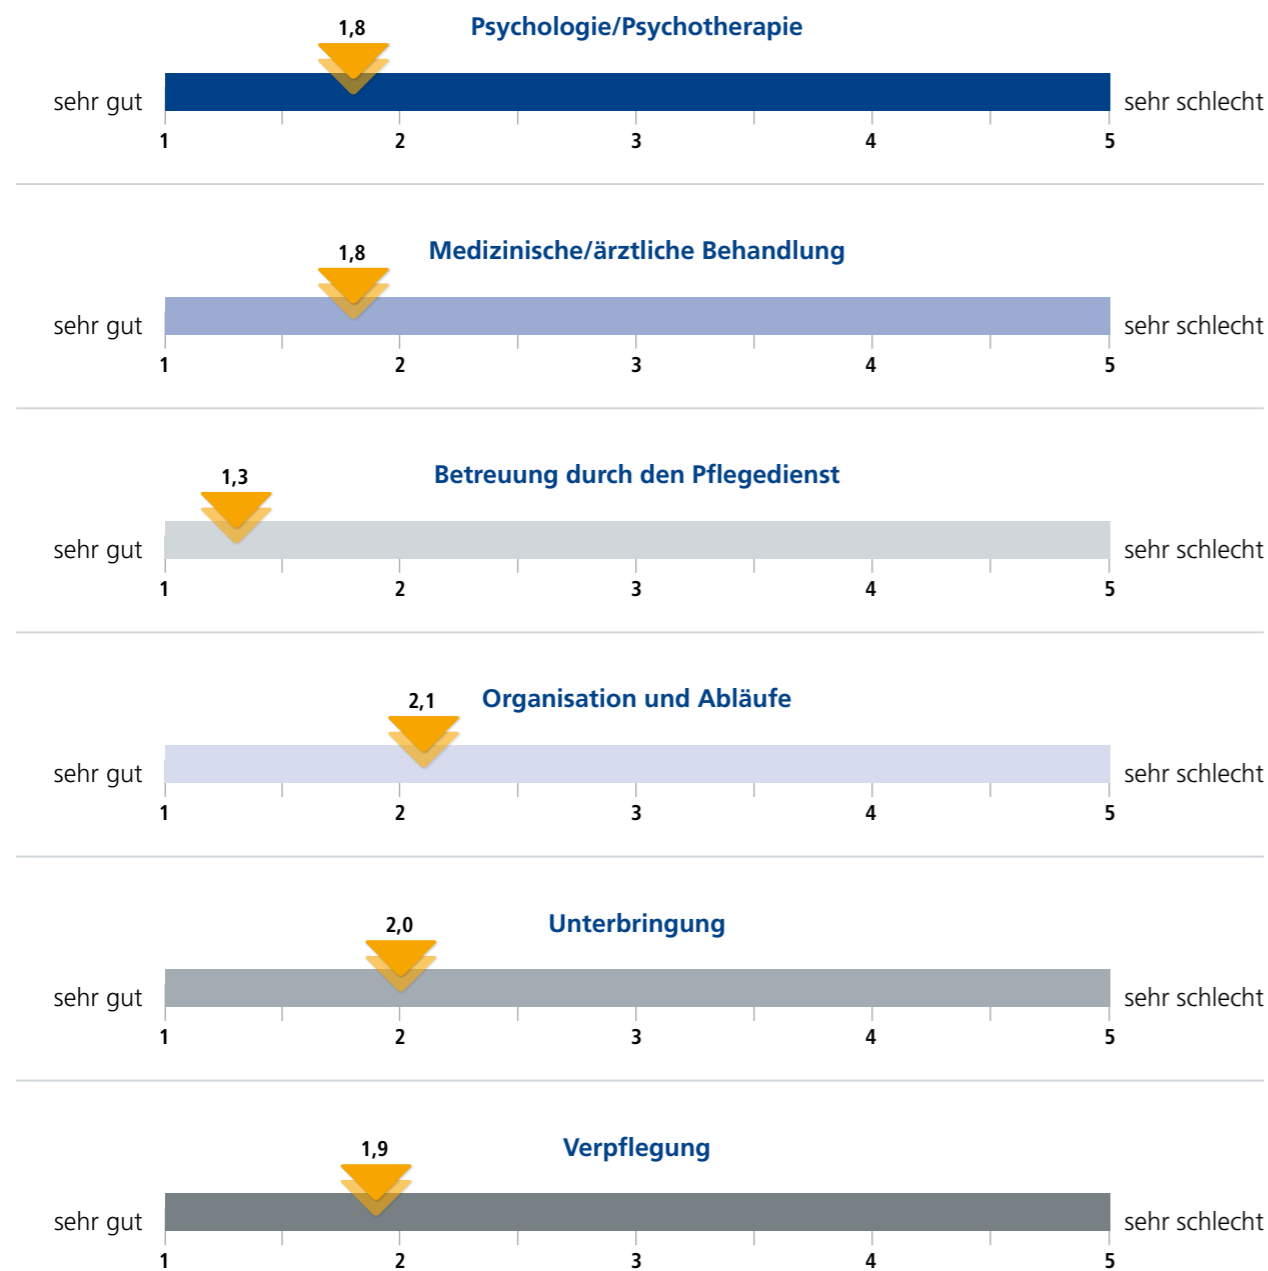 Psychologie/Psychotherapie
1,8
sehr gut
sehr schlecht
1 2 3 4 5
Medizinische/ärztliche Behandlung
1,8
sehr gut
sehr schlecht
1 2 3 4 5
Betreuung durch den Pflegedienst
1,3
sehr gut
sehr schlecht
1 2 3 4 5
Organisation und Abläufe
2,1
sehr gut
sehr schlecht
1 2 3 4 5
Unterbringung
2,0
sehr gut
sehr schlecht
1 2 3 4 5
Verpflegung
1,9
sehr gut
sehr schlecht
1 2 3 4 5